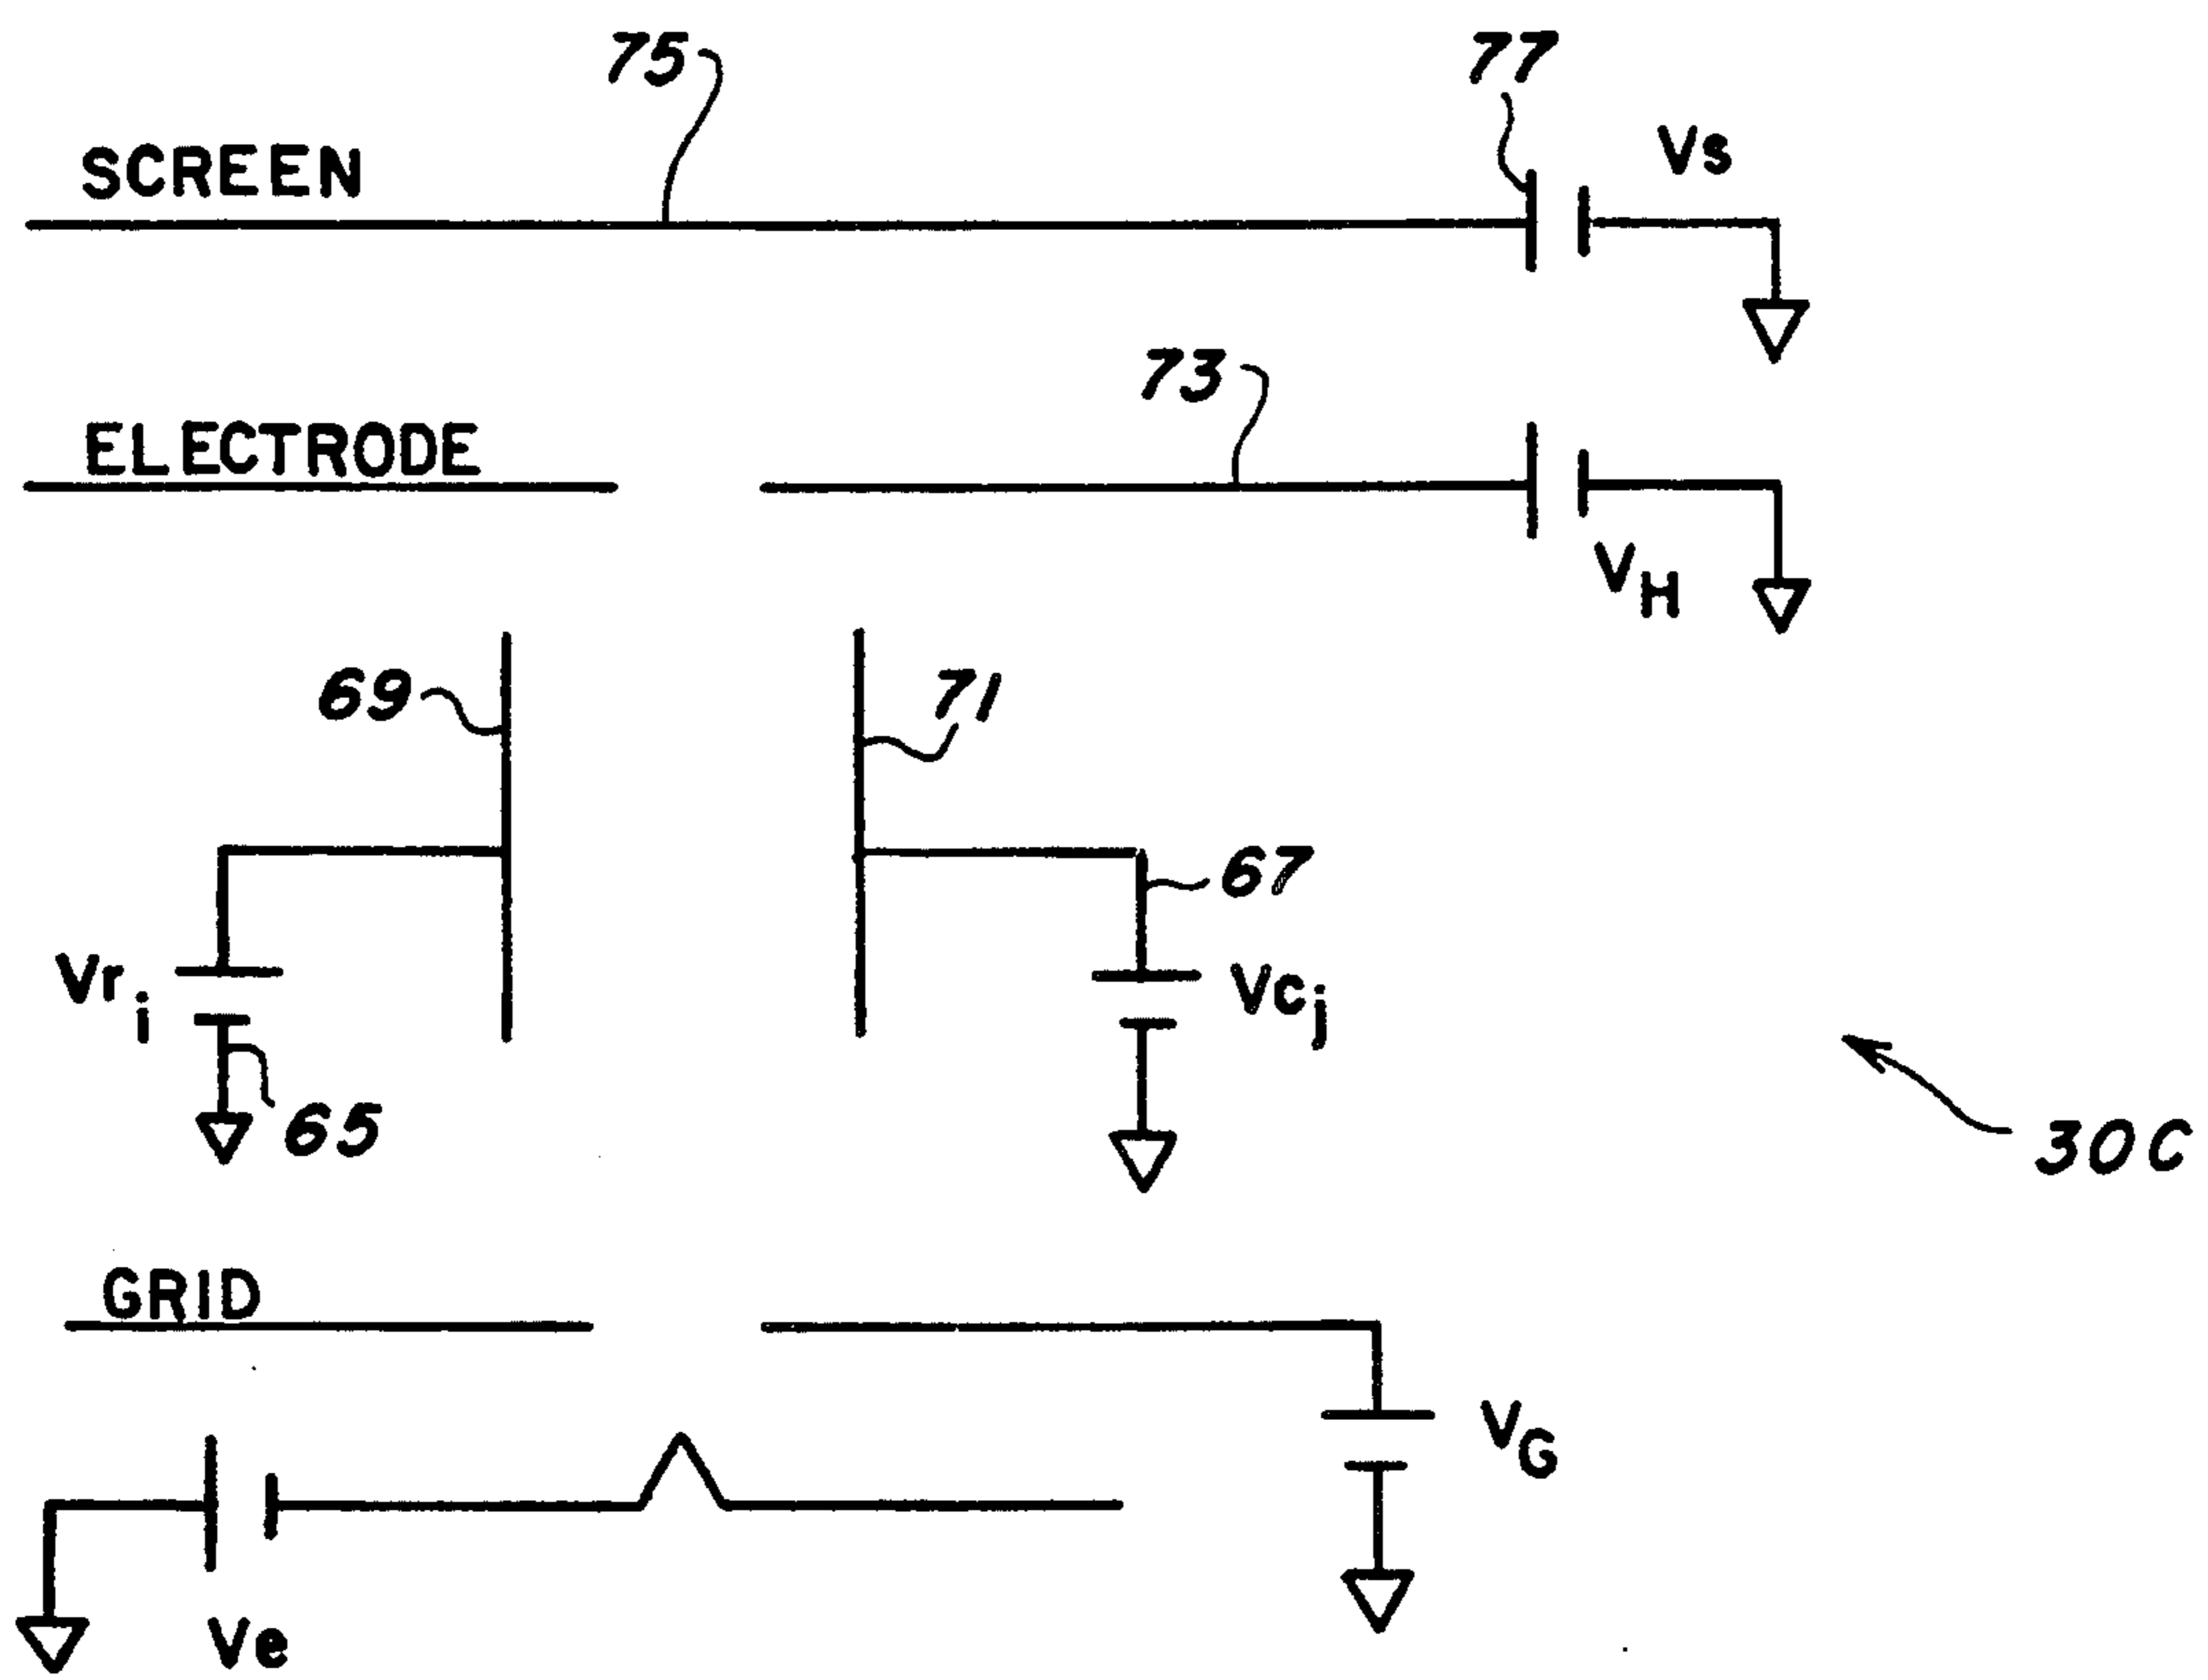 75
77
SCREEN
Vs
73
ELECTRODE
VH
69
71
67
Vri
Vcj
65
30C
GRID
VG
Ve